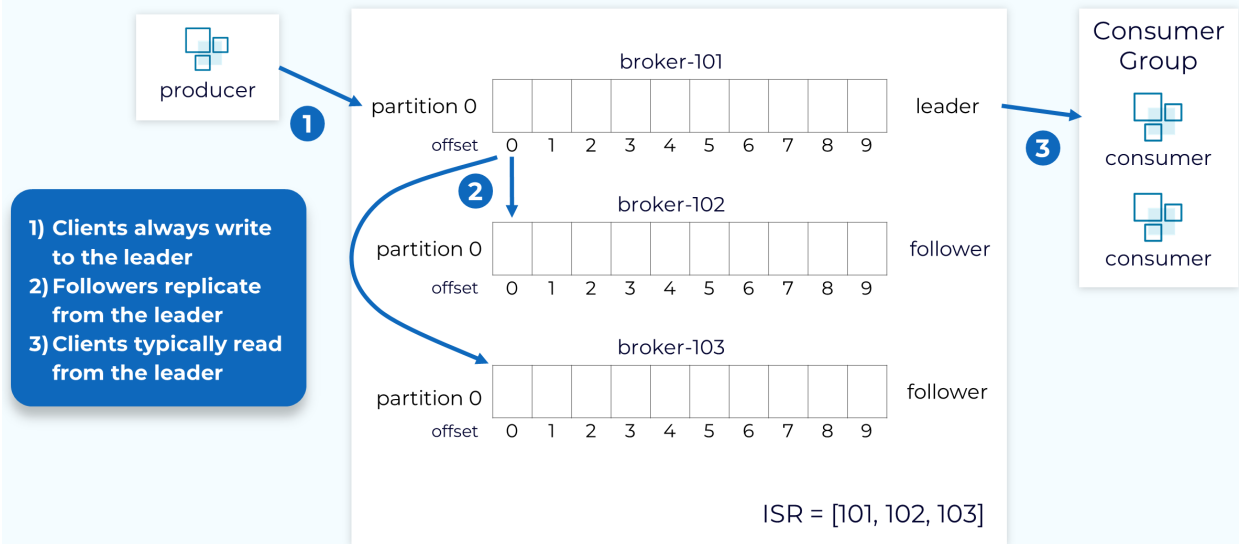 producer
1
broker-101
partition 0
leader
offset 0 1 2 3 4 5 6 7 8 9
2
3
Consumer
Group
consumer
consumer
1) Clients always write
to the leader
2) Followers replicate
from the leader
3) Clients typically read
from the leader
broker-102
partition 0
follower
offset 0 1 2 3 4 5 6 7 8 9
broker-103
partition 0
follower
offset 0 1 2 3 4 5 6 7 8 9
ISR = [101, 102, 103]